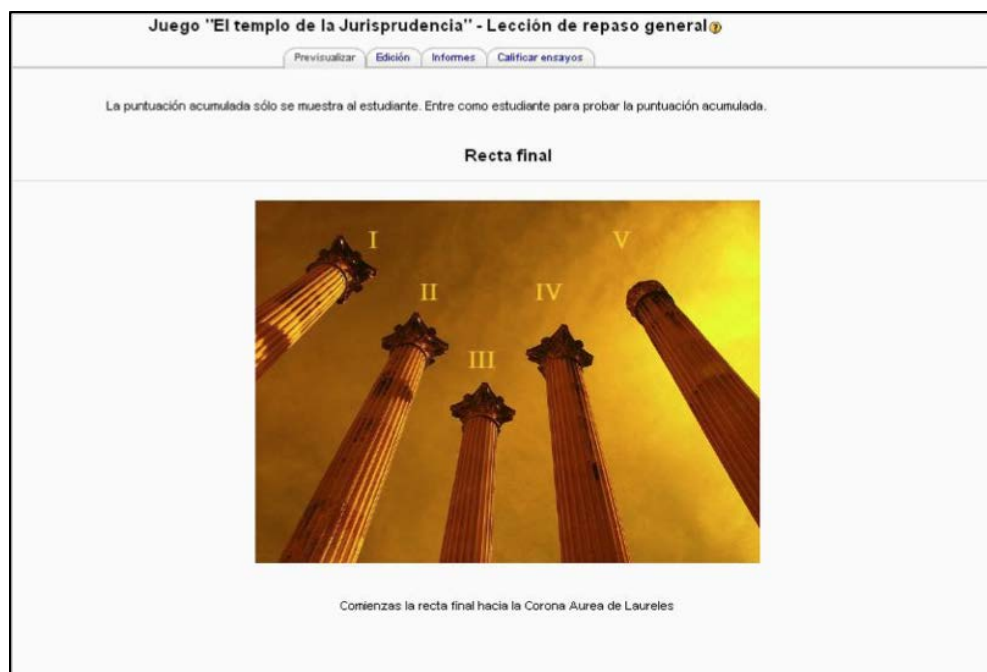 Juego "El templo de la Jurisprudencia" - Lección de repaso general
Previsualizar Edición Informes Calificar ensayos
La puntuación acumulada sólo se muestra al estudiante. Entre como estudiante para probar la puntuación acumulada.
Recta final
I
V
II
IV
III
Comienzas la recta final hacia la Corona Aurea de Laureles